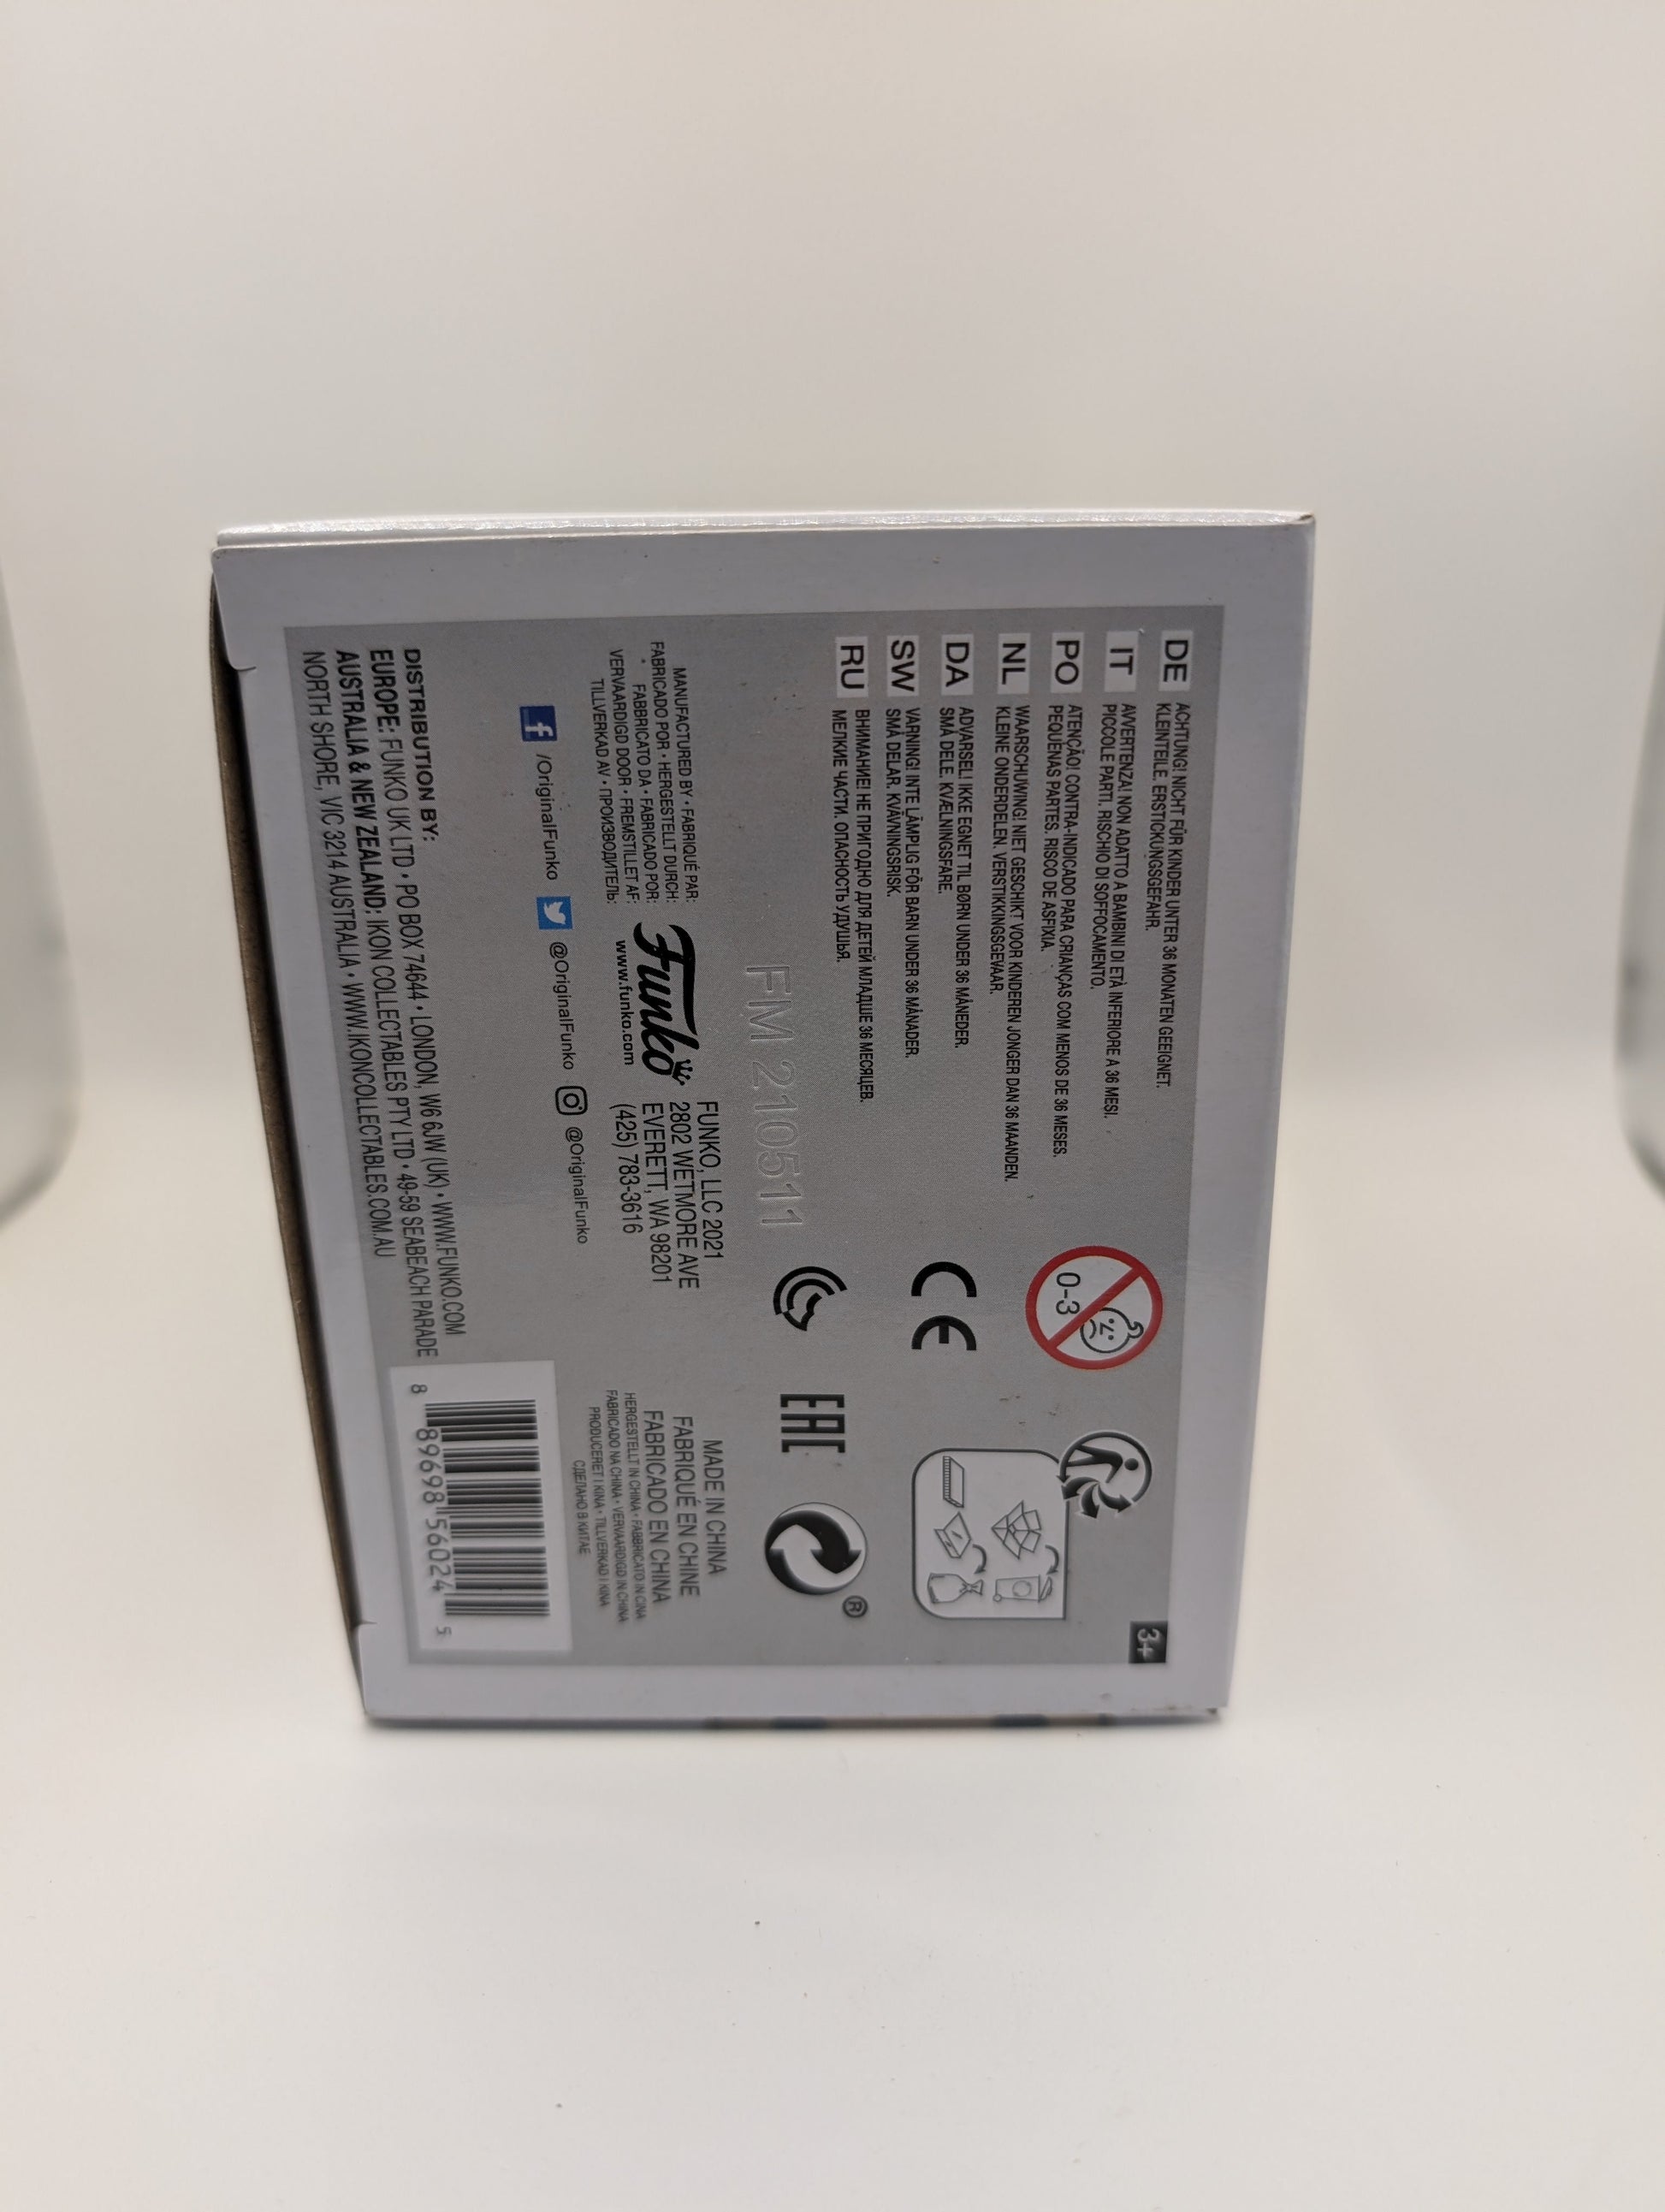 DE ACHTUNG! NICHT FÜR KINDER UNTER 36 MONATEN GEEIGNET.
KLEINTEILE. ERSTICKUNGSGEFAHR.
IT AVVERTENZA! NON ADATTO A BAMBINI DI ETÀ INFERIORE A 36 MESI.
PICCOLE PARTI. RISCHIO DI SOFFOCAMENTO.
PO ATENÇÃO! CONTRA-INDICADO PARA CRIANÇAS COM MENOS DE 36 MESES.
PEQUENAS PARTES. RISCO DE ASFIXIA.
NL WAARSCHUWING! NIET GESCHIKT VOOR KINDEREN JONGER DAN 36 MAANDEN.
KLEINE ONDERDELEN. VERSTIKKINGSGEVAAR.
DA ADVARSEL! IKKE EGNET TIL BØRN UNDER 36 MÅNEDER.
SMÅ DELE. KVÆLNINGSFARE.
SW VARNING! INTE LÄMPLIG FÖR BARN UNDER 36 MÅNADER.
SMÅ DELAR. KVÄVNINGSRISK.
RU ВНИМАНИЕ! НЕ ПРИГОДНО ДЛЯ ДЕТЕЙ МЛАДШЕ 36 МЕСЯЦЕВ.
МЕЛКИЕ ЧАСТИ. ОПАСНОСТЬ УДУШЬЯ.
3+
0-3
CE
EAC
®
FM 210511
MANUFACTURED BY • FABRIQUÉ PAR:
FABRICADO POR • HERGESTELLT DURCH:
FABBRICATO DA • FABRICADO POR:
VERVAARDIGD DOOR • FREMSTILLET AF:
TILLVERKAD AV • ПРОИЗВОДИТЕЛЬ:
Funko
www.funko.com
FUNKO, LLC 2021
2802 WETMORE AVE
EVERETT, WA 98201
(425) 783-3616
MADE IN CHINA
FABRIQUÉ EN CHINE
FABRICADO EN CHINA
HERGESTELLT IN CHINA • FABBRICATO IN CINA
FABRICADO NA CHINA • VERVAARDIGD IN CHINA
PRODUCERET I KINA • TILLVERKAD I KINA
СДЕЛАНО В КИТАЕ
/OriginalFunko @OriginalFunko @OriginalFunko
DISTRIBUTION BY:
EUROPE: FUNKO UK LTD • PO BOX 74644 • LONDON, W6 6JW (UK) • WWW.FUNKO.COM
AUSTRALIA & NEW ZEALAND: IKON COLLECTABLES PTY LTD • 49-59 SEABEACH PARADE
NORTH SHORE, VIC 3214 AUSTRALIA • WWW.IKONCOLLECTABLES.COM.AU
8 89698 56024 5